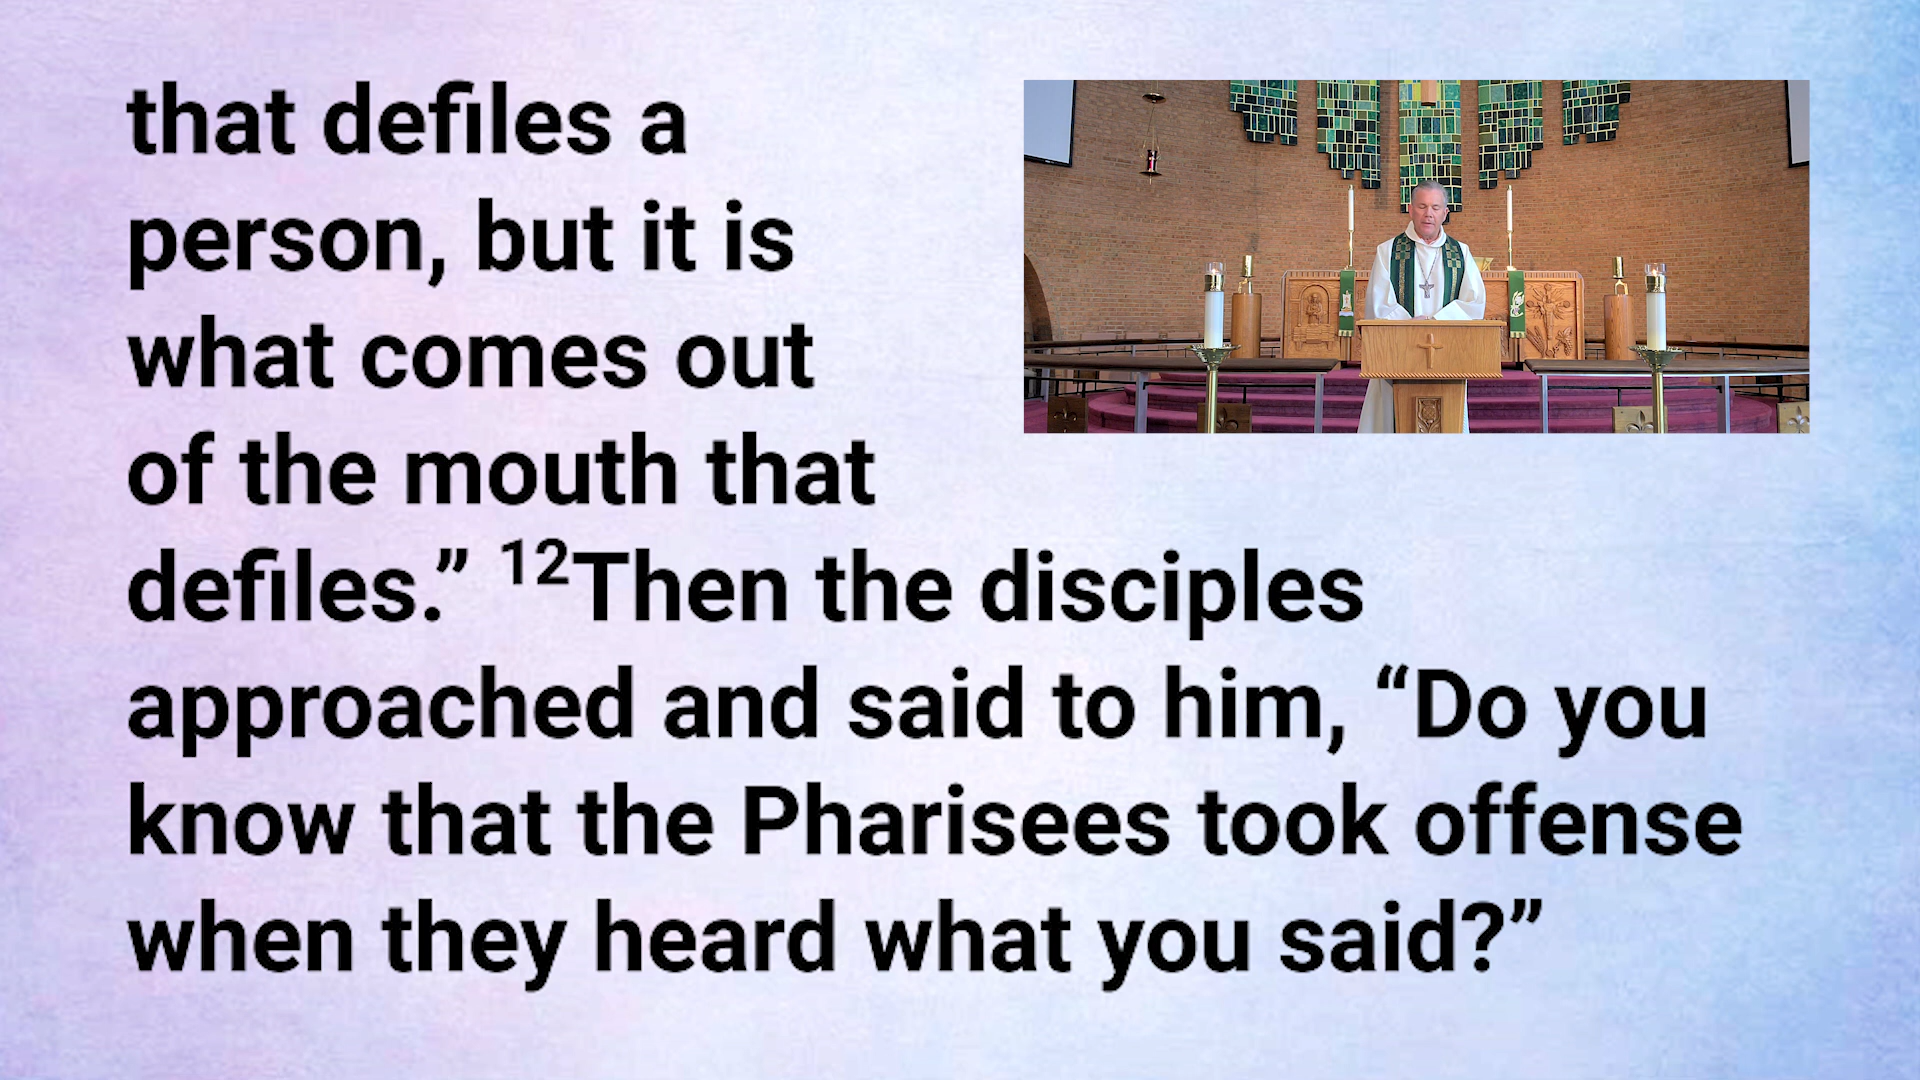 that defiles a
person, but it is
what comes out
of the mouth that
defiles.” ¹²Then the disciples
approached and said to him, “Do you
know that the Pharisees took offense
when they heard what you said?”